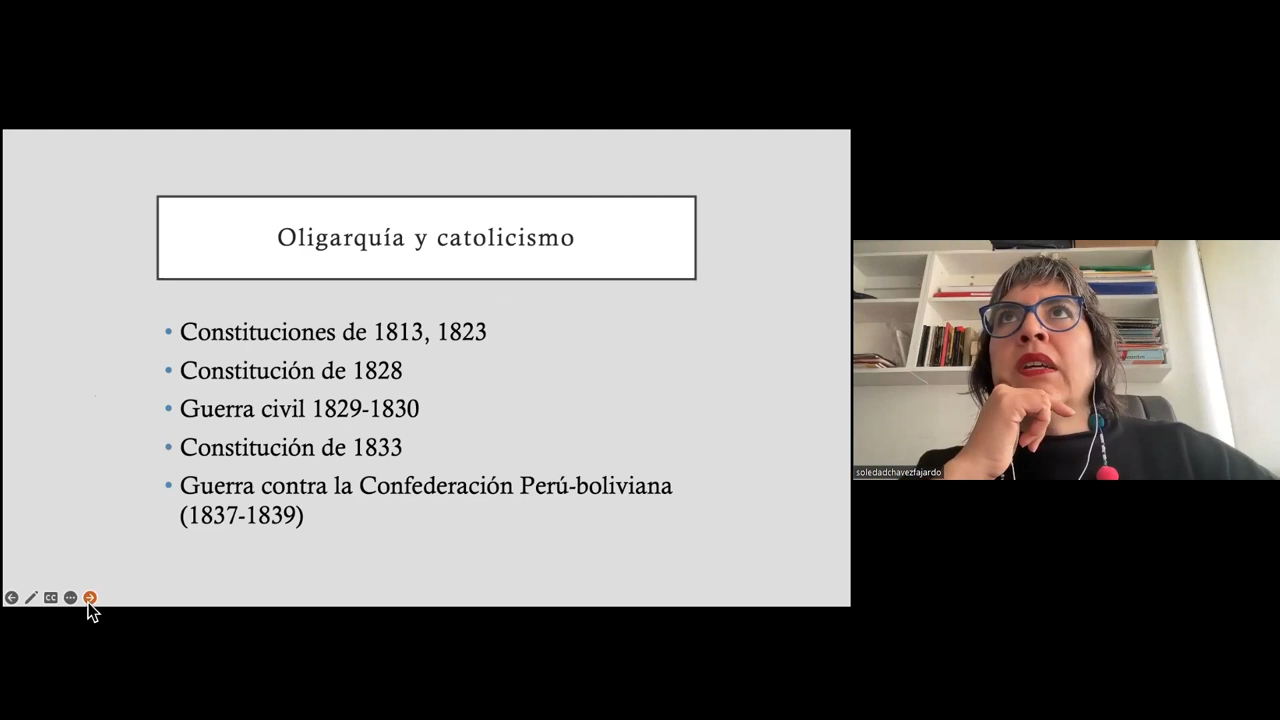 Oligarquía y catolicismo
• Constituciones de 1813, 1823
• Constitución de 1828
• Guerra civil 1829-1830
• Constitución de 1833
• Guerra contra la Confederación Perú-boliviana
(1837-1839)
CC
soledadchavezfajardo